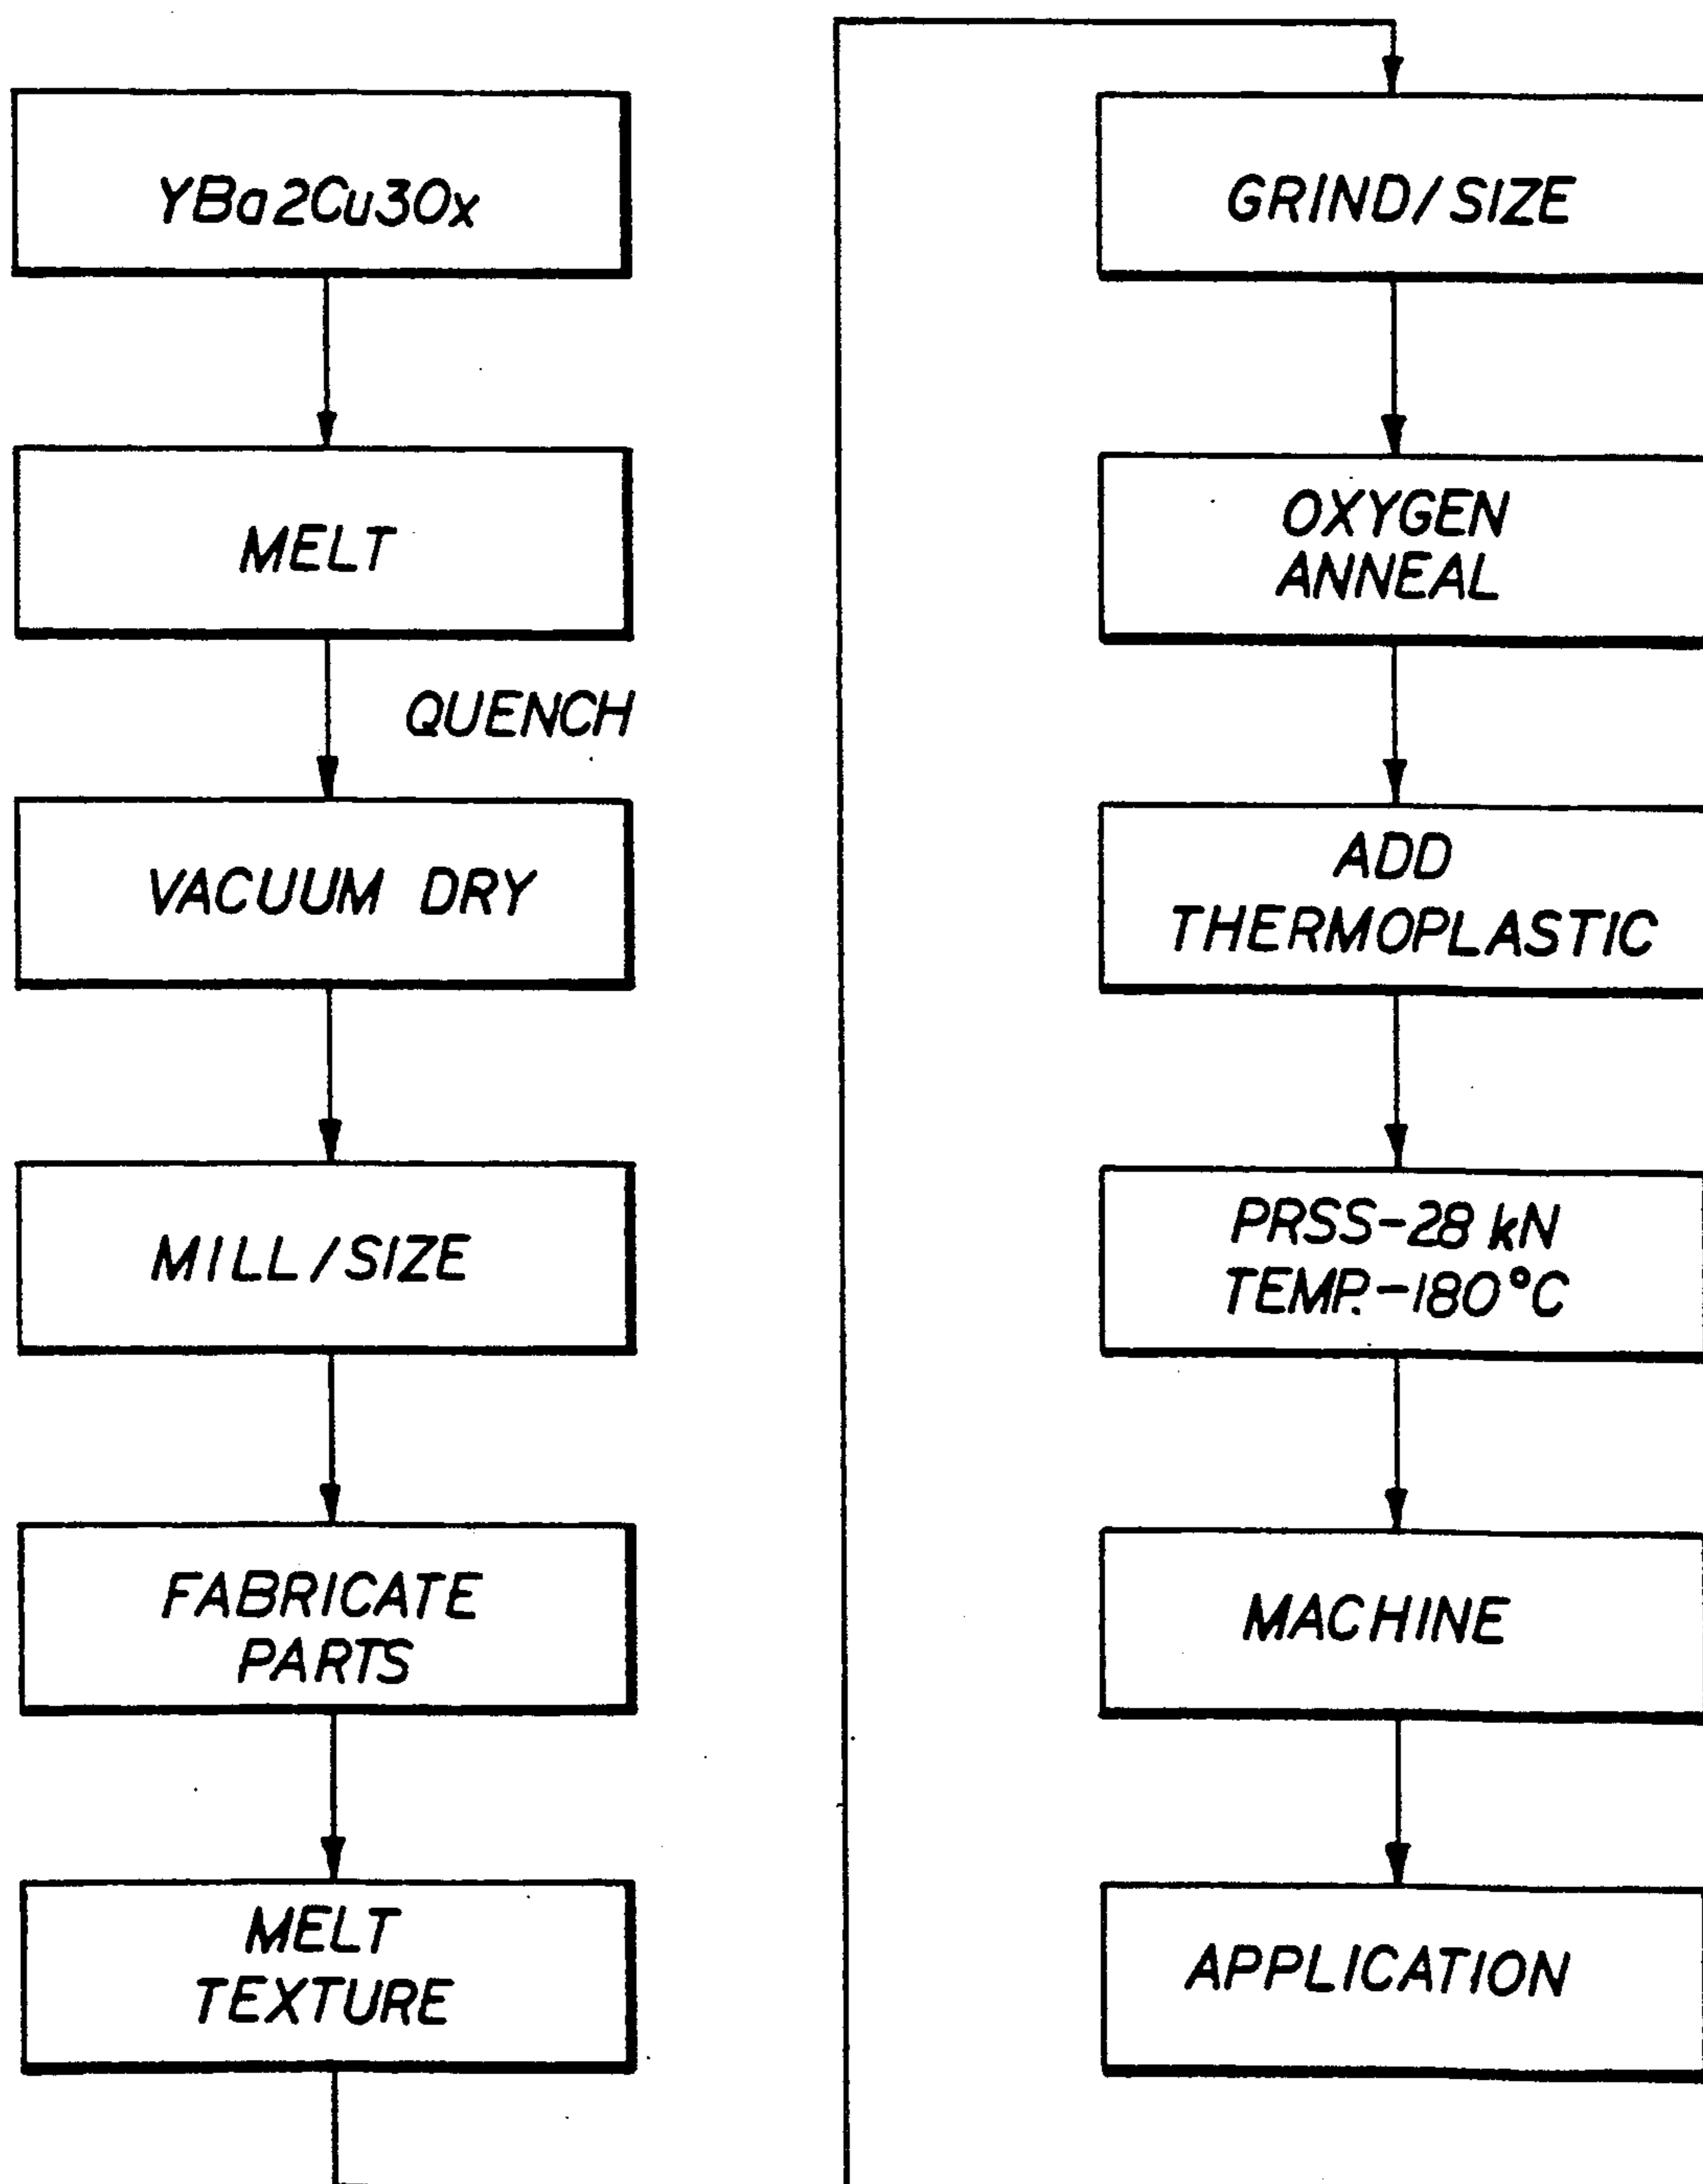 YBa2Cu3Ox
MELT
QUENCH
VACUUM DRY
MILL/SIZE
FABRICATE
PARTS
MELT
TEXTURE
GRIND/SIZE
OXYGEN
ANNEAL
ADD
THERMOPLASTIC
PRSS-28 kN
TEMP.-180°C
MACHINE
APPLICATION